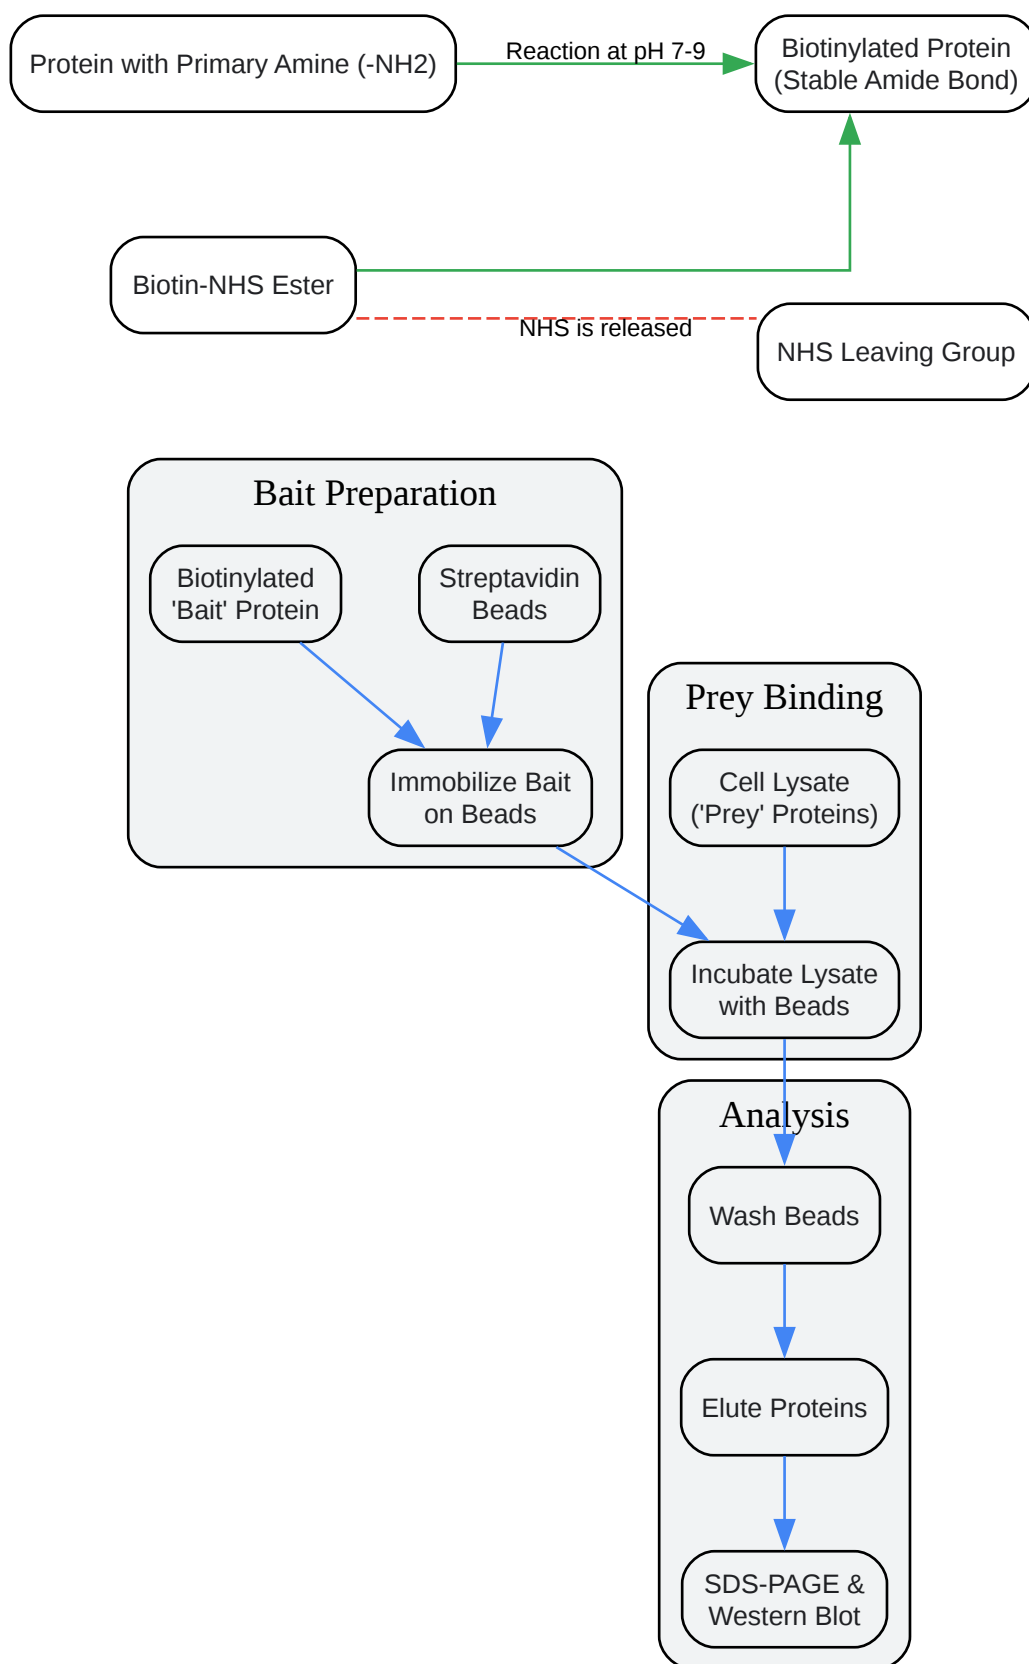 Protein with Primary Amine (-NH2)
Reaction at pH 7-9
Biotinylated Protein
(Stable Amide Bond)
Biotin-NHS Ester
NHS is released
NHS Leaving Group
Bait Preparation
Biotinylated
'Bait' Protein
Streptavidin
Beads
Immobilize Bait
on Beads
Prey Binding
Cell Lysate
('Prey' Proteins)
Incubate Lysate
with Beads
Analysis
Wash Beads
Elute Proteins
SDS-PAGE &
Western Blot